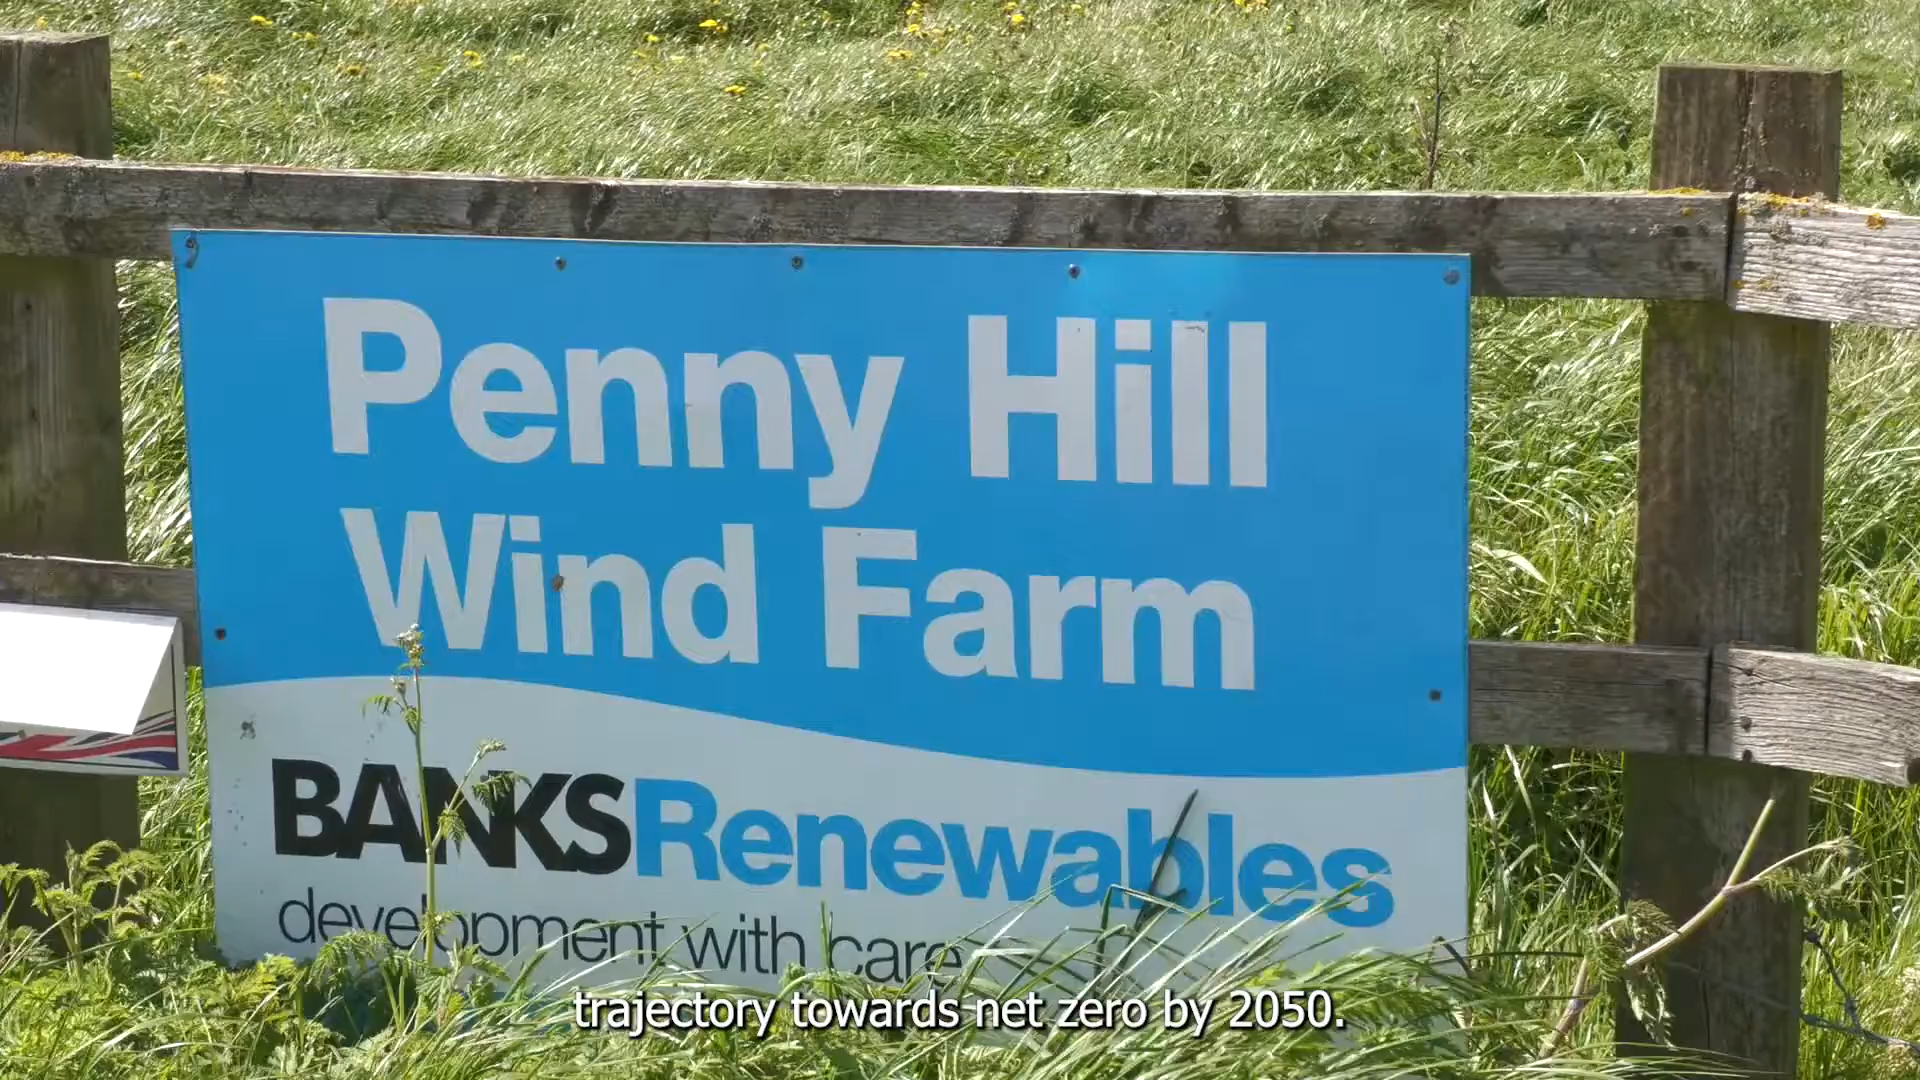 Penny Hill
Wind Farm
BANKSRenewables
development with care
trajectory towards net zero by 2050.